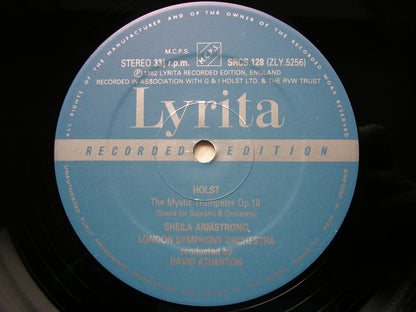 ALL RIGHTS OF THE MANUFACTURER AND OF THE OWNER OF THE RECORDED WORK RESERVED
M.C.P.S.
MCPS
STEREO 33⅓ r.p.m. SRCS 128 (ZLY.5256)
℗ 1982 LYRITA RECORDED EDITION, ENGLAND
RECORDED IN ASSOCIATION WITH G & I HOLST LTD. & THE RVW TRUST
Lyrita
RECORDED EDITION
HOLST
The Mystic Trumpeter Op.18
(Scena for Soprano & Orchestra)
SHEILA ARMSTRONG
LONDON SYMPHONY ORCHESTRA
conducted by
DAVID ATHERTON